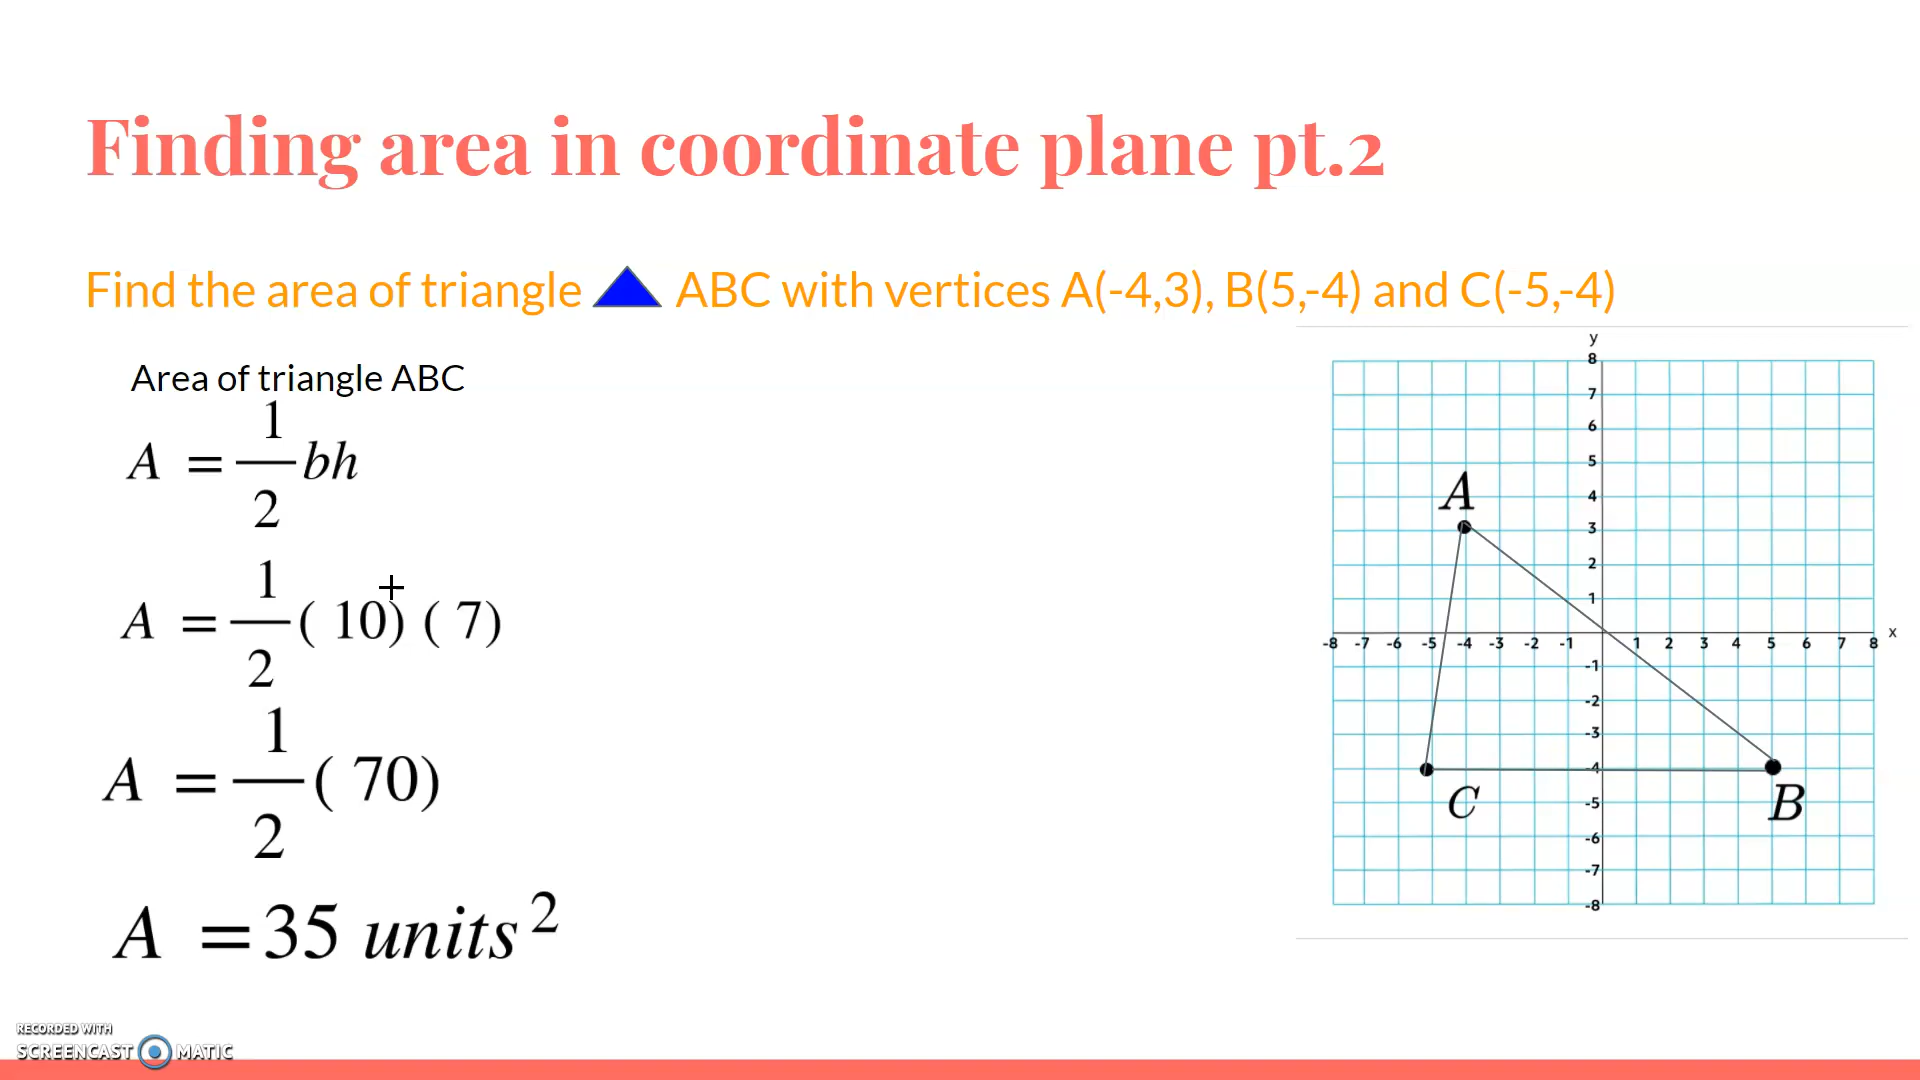 Finding area in coordinate plane pt.2
Find the area of triangle ABC with vertices A(-4,3), B(5,-4) and C(-5,-4)
Area of triangle ABC
A = 1/2 bh
A = 1/2 ( 10) ( 7)
A = 1/2 ( 70)
A = 35 units²
y
8
7
6
5
4
3
2
1
-8 -7 -6 -5 -4 -3 -2 -1 1 2 3 4 5 6 7 8 x
-1
-2
-3
-4
-5
-6
-7
-8
A
C
B
RECORDED WITH
SCREENCAST MATIC